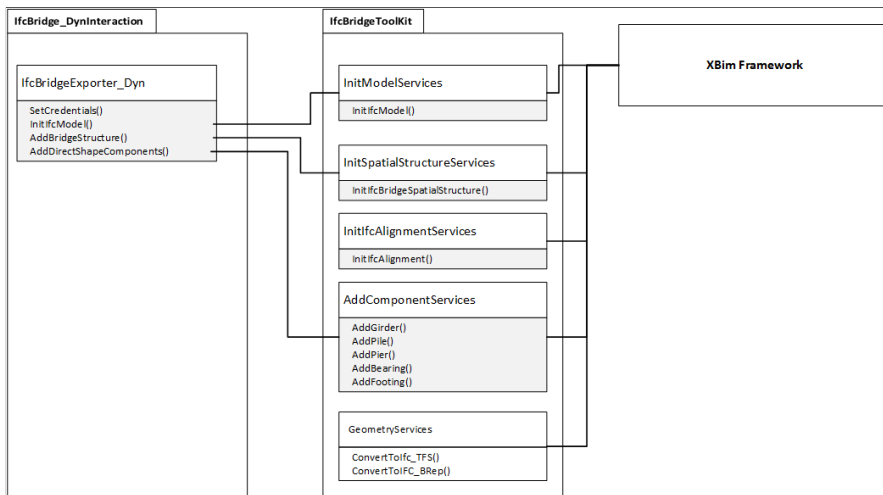 IfcBridge_DynInteraction
IfcBridgeExporter_Dyn
SetCredentials()
InitIfcModel()
AddBridgeStructure()
AddDirectShapeComponents()
IfcBridgeToolKit
InitModelServices
InitIfcModel()
InitSpatialStructureServices
InitIfcBridgeSpatialStructure()
InitIfcAlignmentServices
InitIfcAlignment()
AddComponentServices
AddGirder()
AddPile()
AddPier()
AddBearing()
AddFooting()
GeometryServices
ConvertToIfc_TFS()
ConvertToIFC_BRep()
XBim Framework